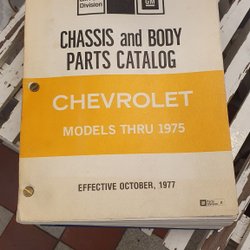 Division
GM
CHASSIS and BODY
PARTS CATALOG
CHEVROLET
MODELS THRU 1975
EFFECTIVE OCTOBER, 1977